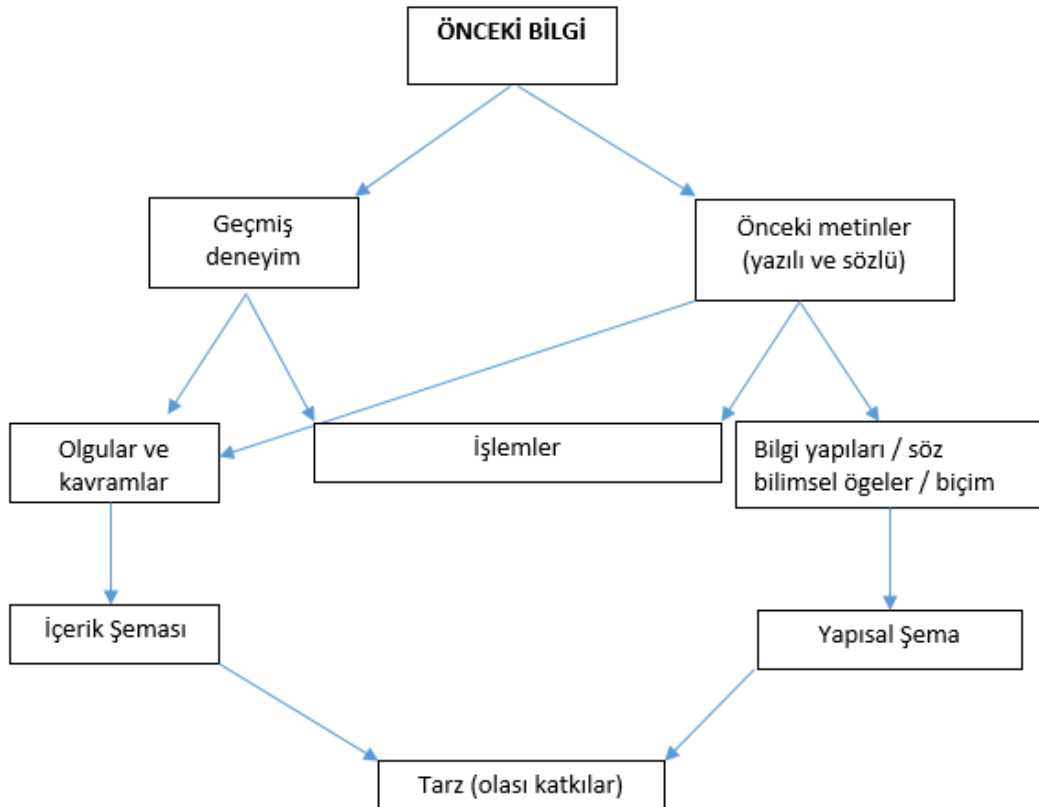 ÖNCEKİ BİLGİ
Geçmiş
deneyim
Önceki metinler
(yazılı ve sözlü)
Olgular ve
kavramlar
İşlemler
Bilgi yapıları / söz
bilimsel ögeler / biçim
İçerik Şeması
Yapısal Şema
Tarz (olası katkılar)